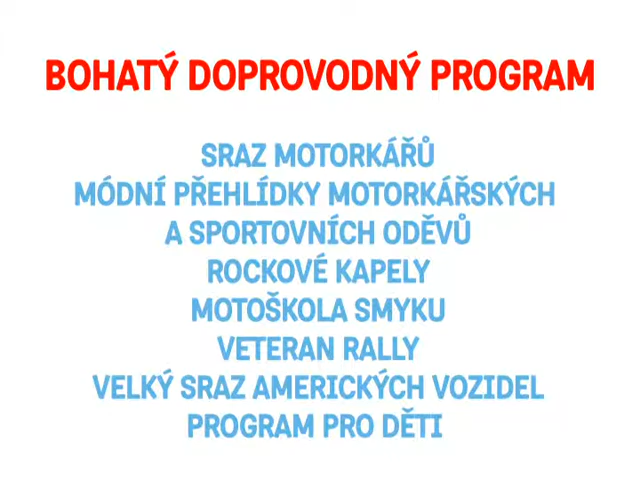 BOHATÝ DOPROVODNÝ PROGRAM
SRAZ MOTORKÁŘŮ
MÓDNÍ PŘEHLÍDKY MOTORKÁŘSKÝCH
A SPORTOVNÍCH ODĚVŮ
ROCKOVÉ KAPELY
MOTOŠKOLA SMYKU
VETERAN RALLY
VELKÝ SRAZ AMERICKÝCH VOZIDEL
PROGRAM PRO DĚTI